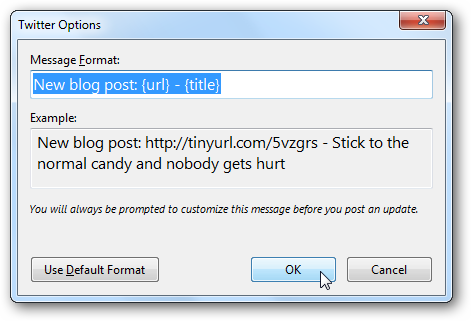 Twitter Options
Message Format:
New blog post: {url} - {title}
Example:
New blog post: http://tinyurl.com/5vzgrs - Stick to the
normal candy and nobody gets hurt
You will always be prompted to customize this message before you post an update.
Use Default Format
OK
Cancel